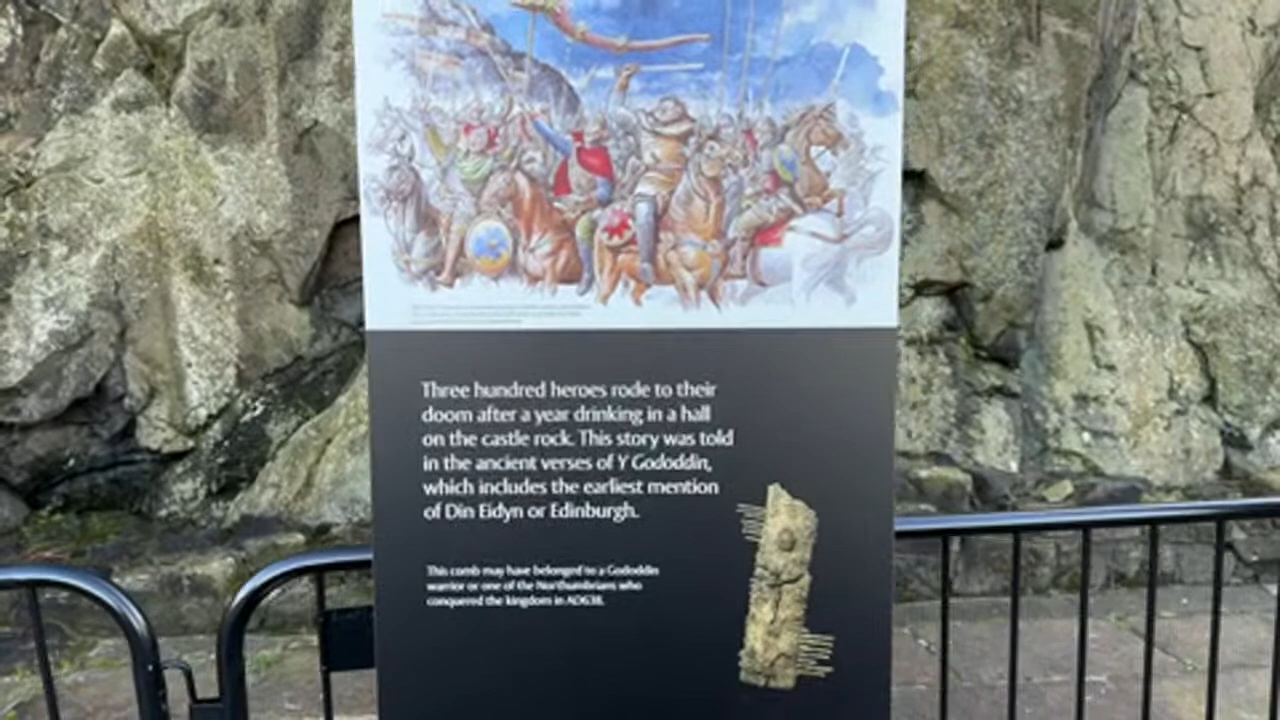 Three hundred heroes rode to their
doom after a year drinking in a hall
on the castle rock. This story was told
in the ancient verses of Y Gododdin,
which includes the earliest mention
of Din Eidyn or Edinburgh.
This comb may have belonged to a Gododdin
warrior or one of the Northumbrians who
conquered the kingdom in AD638.